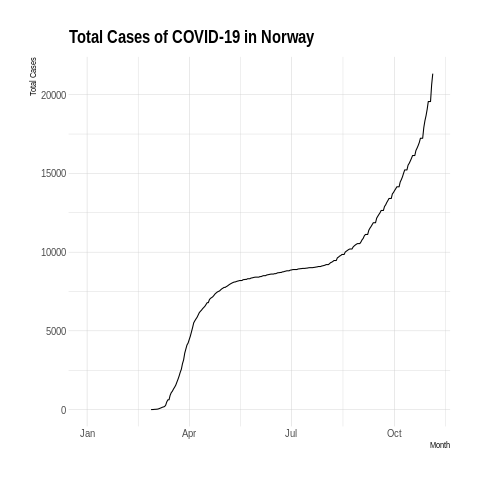 Total Cases of COVID-19 in Norway
Total Cases
20000
15000
10000
5000
0
Jan Apr Jul Oct
Month